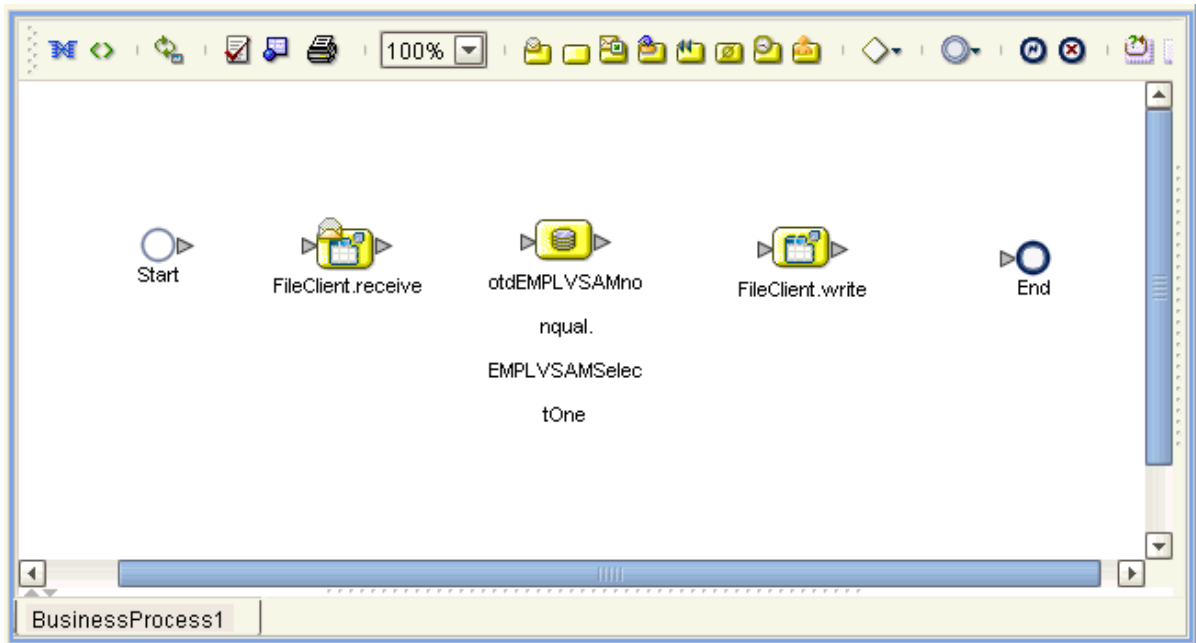 100%
Start
FileClient.receive
otdEMPLVSAMno
nqual.
EMPLVSAMSelec
tOne
FileClient.write
End
BusinessProcess1